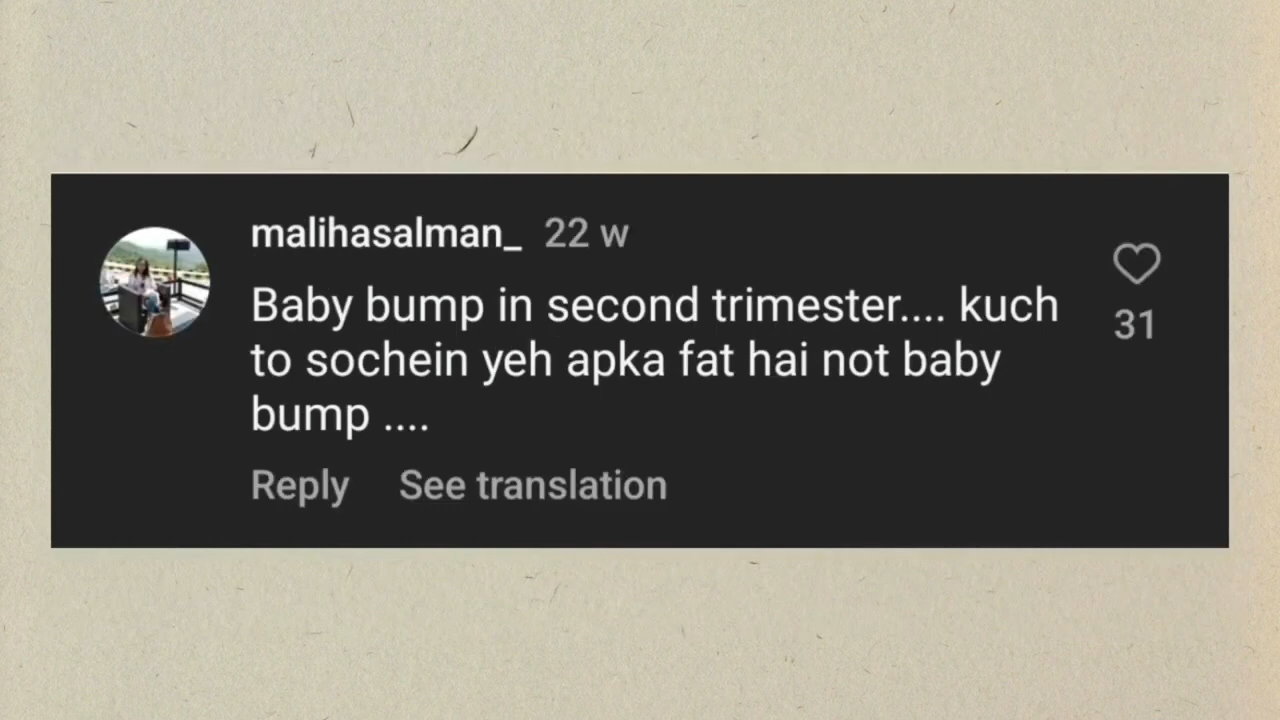 malihasalman_ 22 w
Baby bump in second trimester.... kuch
to sochein yeh apka fat hai not baby
bump ....
31
Reply See translation